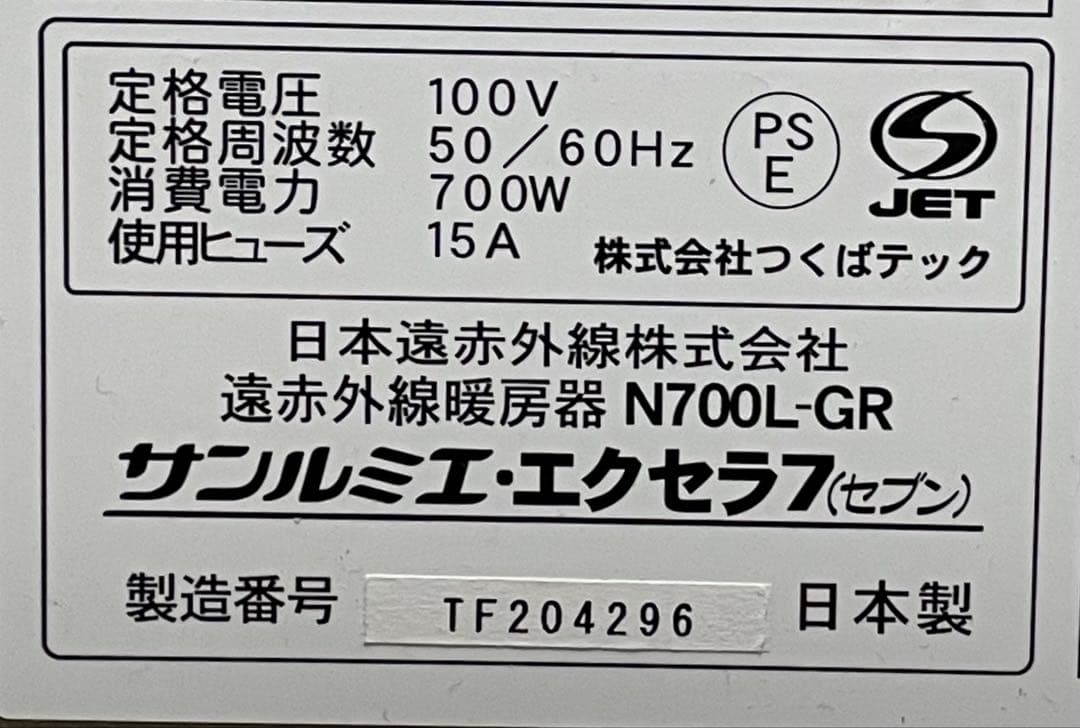 定格電圧 100V
定格周波数 50／60Hz
消費電力 700W
使用ヒューズ 15A
PS
E
JET
株式会社つくばテック
日本遠赤外線株式会社
遠赤外線暖房器 N700L-GR
サンルミエ・エクセラ7(セブン)
製造番号 TF204296 日本製